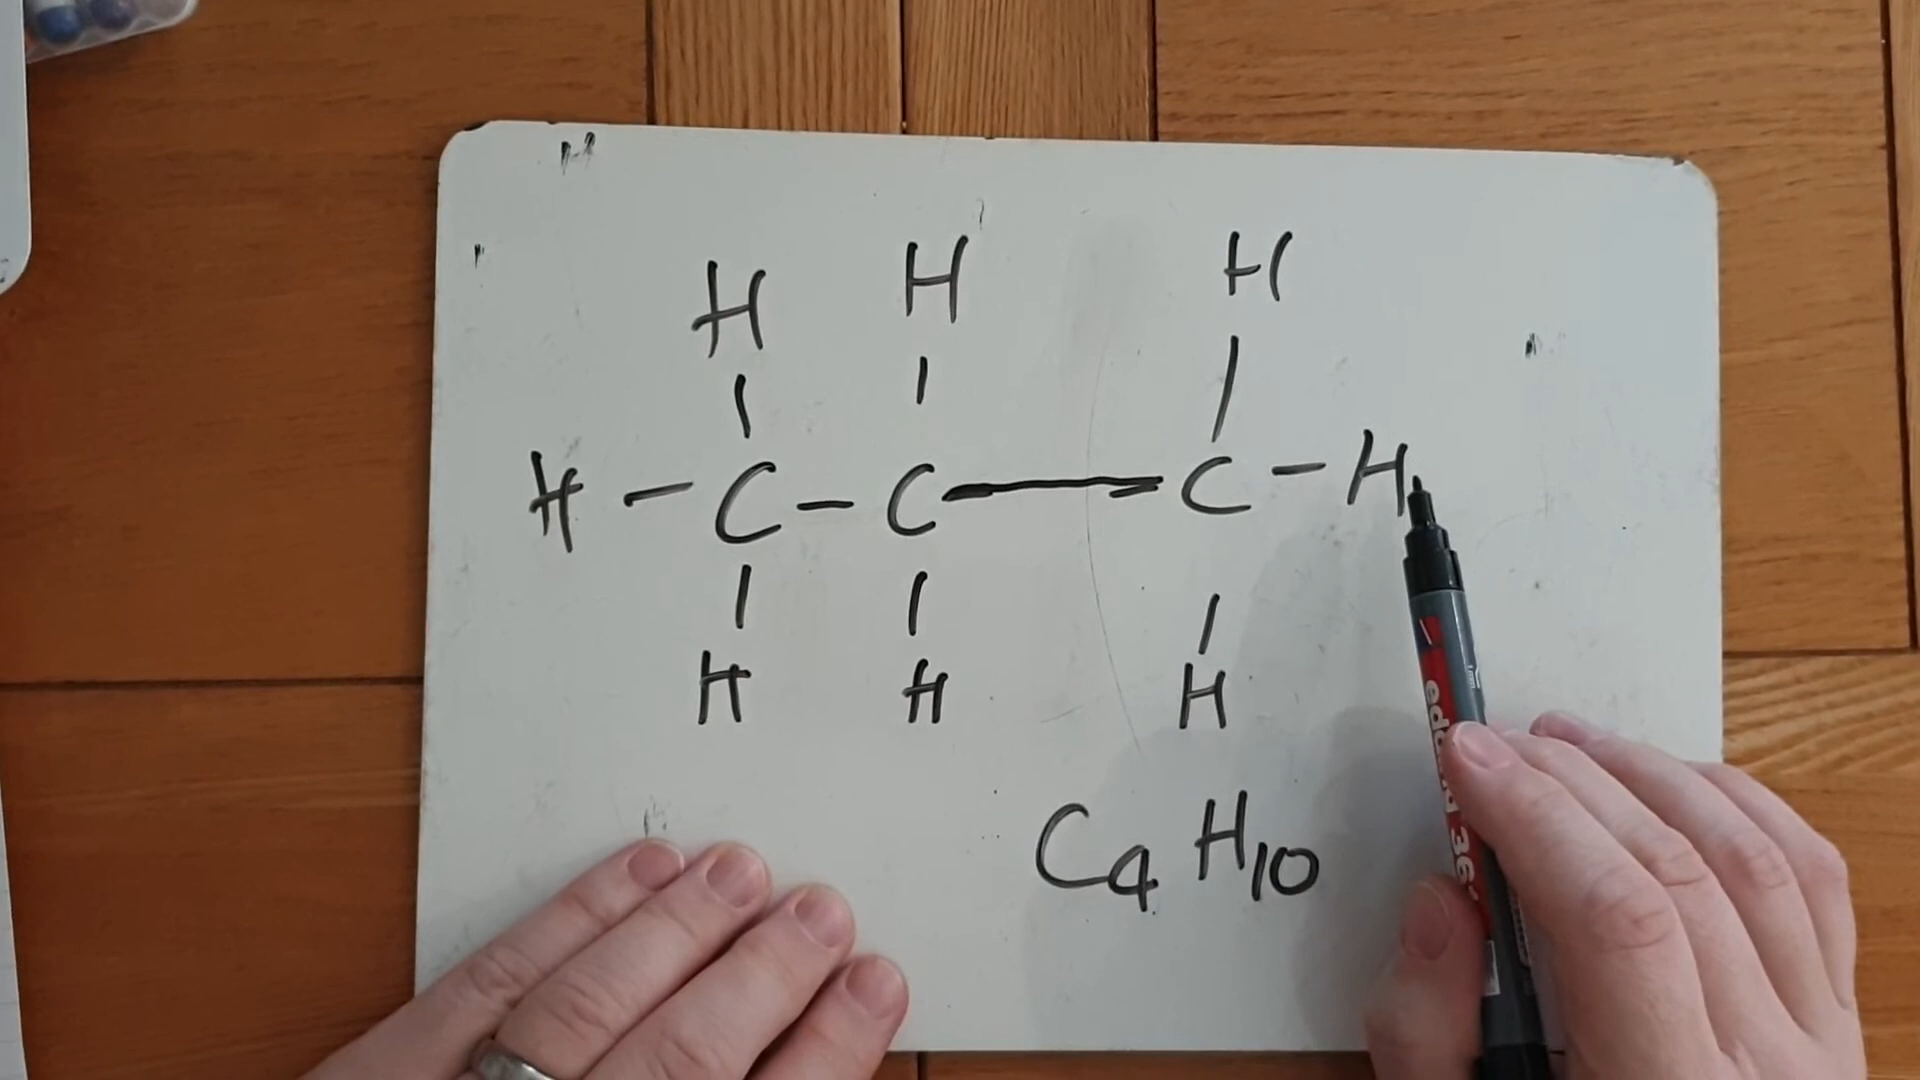 H H H
H - C - C — C - H
H H H
C4 H10
edding 36